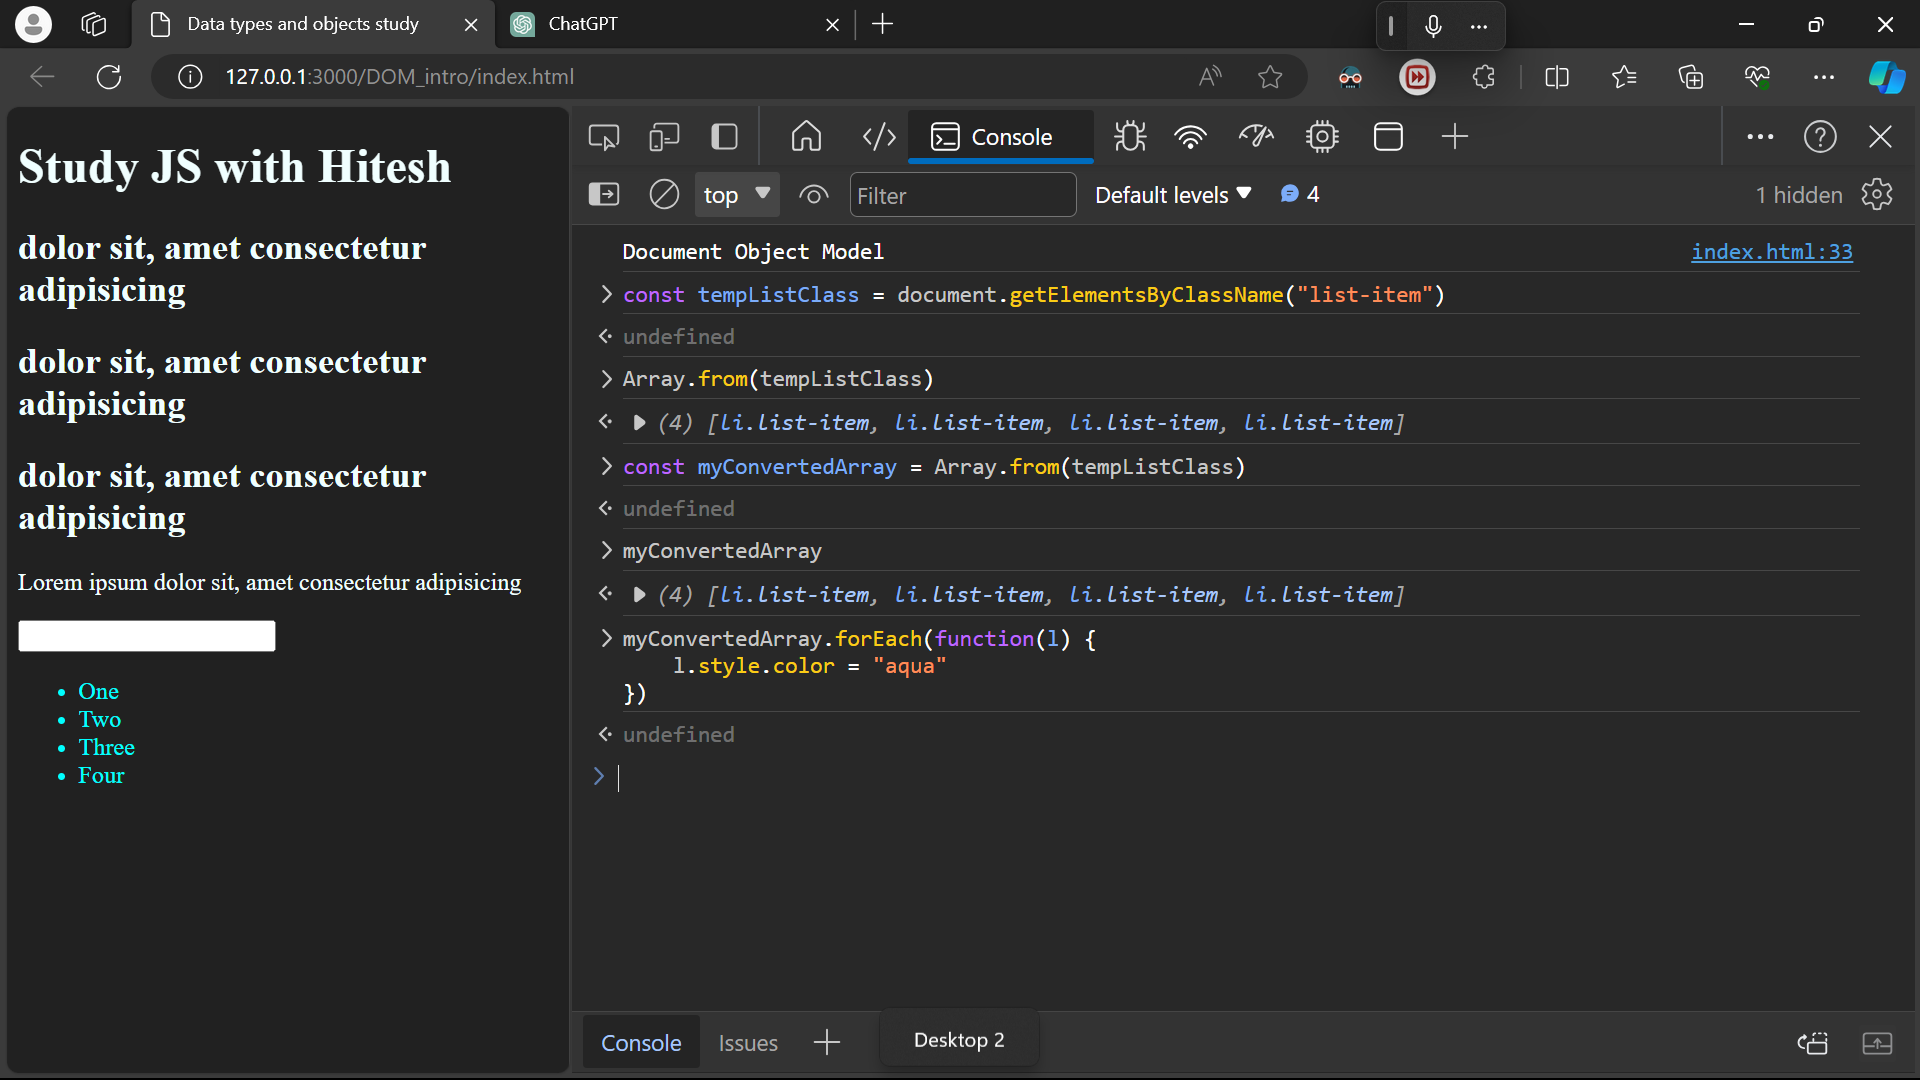 Data types and objects study
ChatGPT
127.0.0.1:3000/DOM_intro/index.html
Study JS with Hitesh
dolor sit, amet consectetur
adipisicing
dolor sit, amet consectetur
adipisicing
dolor sit, amet consectetur
adipisicing
Lorem ipsum dolor sit, amet consectetur adipisicing
One
Two
Three
Four
Console
top
Filter
Default levels
4
1 hidden
Document Object Model
index.html:33
const tempListClass = document.getElementsByClassName("list-item")
undefined
Array.from(tempListClass)
(4) [li.list-item, li.list-item, li.list-item, li.list-item]
const myConvertedArray = Array.from(tempListClass)
undefined
myConvertedArray
(4) [li.list-item, li.list-item, li.list-item, li.list-item]
myConvertedArray.forEach(function(l) {
l.style.color = "aqua"
})
undefined
Console
Issues
Desktop 2